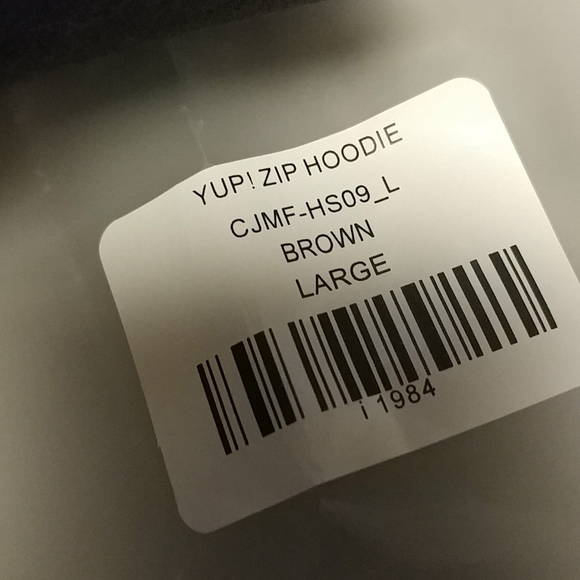 YUP! ZIP HOODIE
CJMF-HS09_L
BROWN
LARGE
i 1984